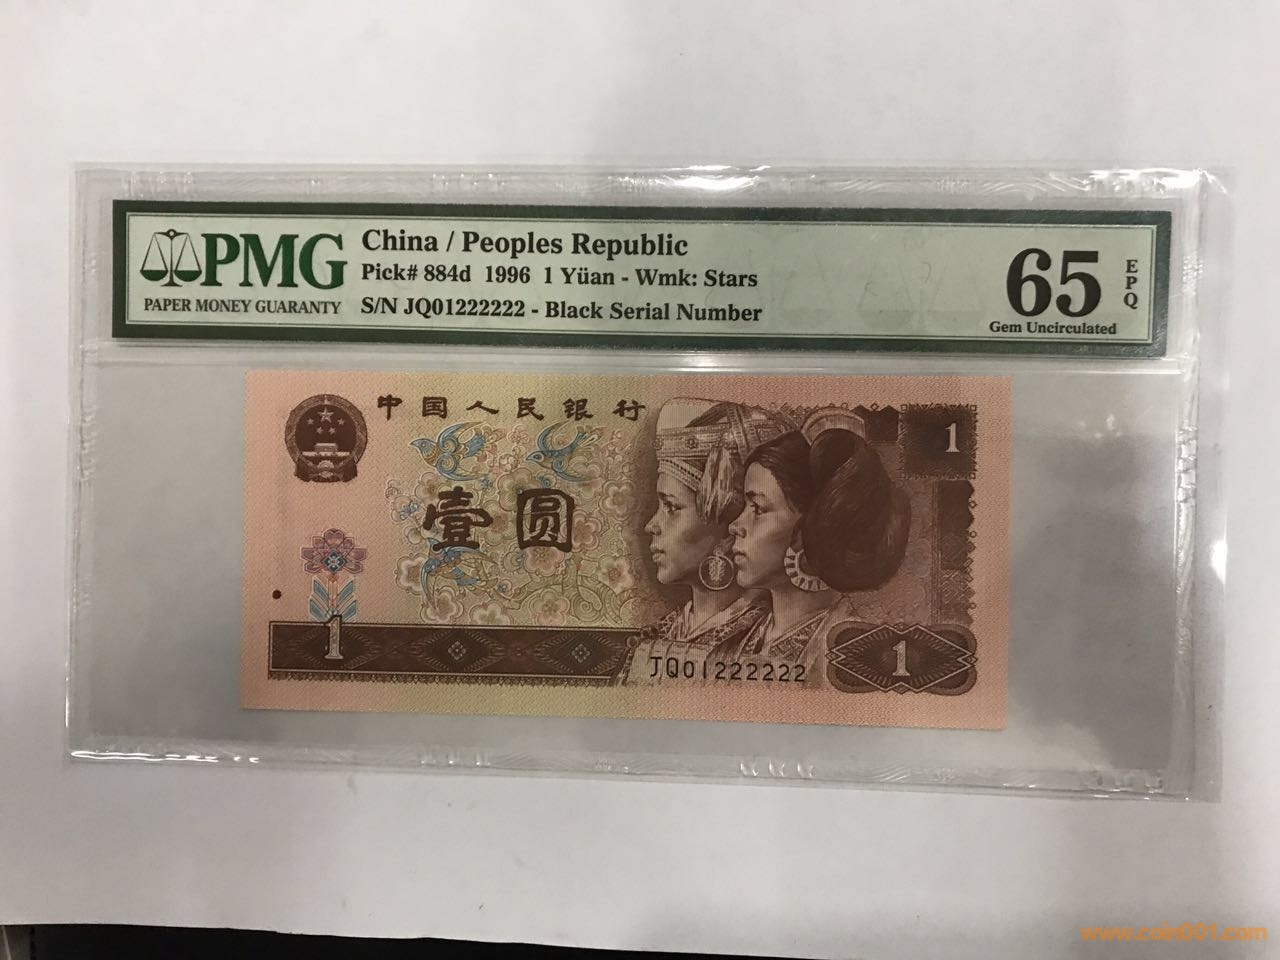 PMG
PAPER MONEY GUARANTY
China / Peoples Republic
Pick# 884d 1996 1 Yüan - Wmk: Stars
S/N JQ01222222 - Black Serial Number
65
EPQ
Gem Uncirculated
中国人民银行
1
壹圆
1
JQ01222222
1
www.coin001.com